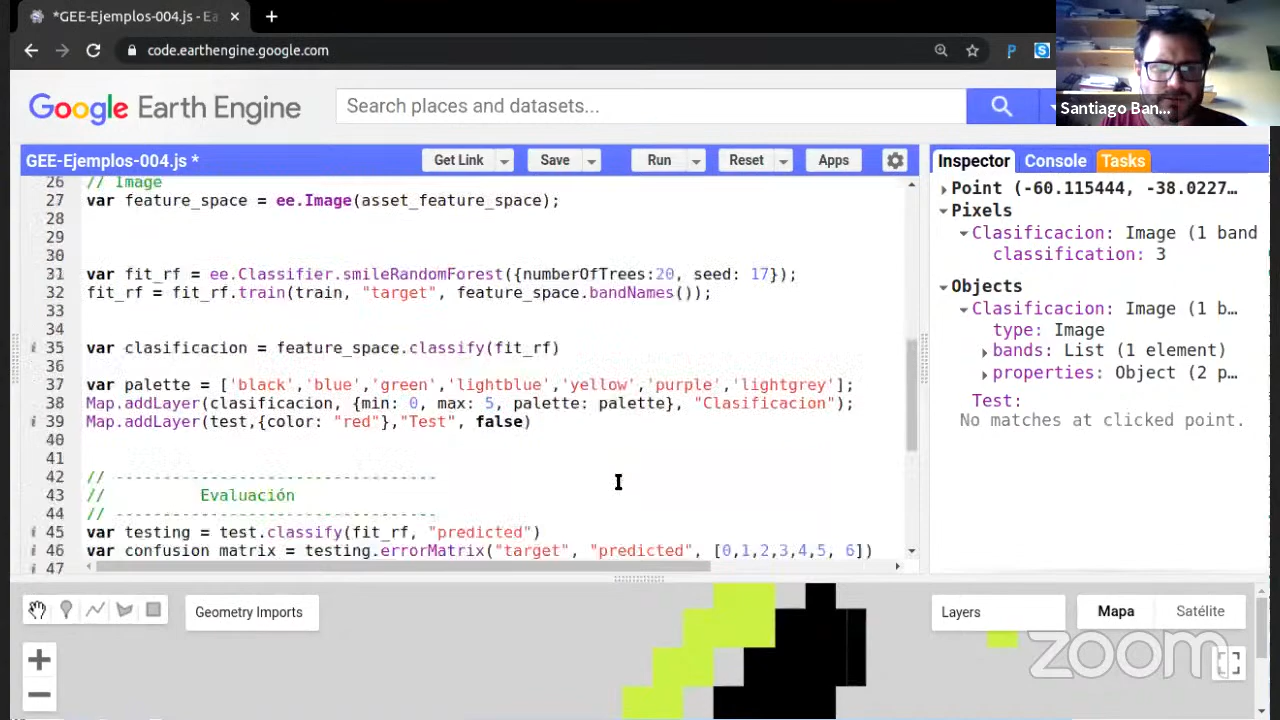 *GEE-Ejemplos-004.js - Ea
code.earthengine.google.com
Santiago Ban...
Google Earth Engine
Search places and datasets...
GEE-Ejemplos-004.js *
Get Link
Save
Run
Reset
Apps
Inspector
Console
Tasks
26 // Image
27 var feature_space = ee.Image(asset_feature_space);
28
29
30
31 var fit_rf = ee.Classifier.smileRandomForest({numberOfTrees:20, seed: 17});
32 fit_rf = fit_rf.train(train, "target", feature_space.bandNames());
33
34
i 35 var clasificacion = feature_space.classify(fit_rf)
36
37 var palette = ['black','blue','green','lightblue','yellow','purple','lightgrey'];
38 Map.addLayer(clasificacion, {min: 0, max: 5, palette: palette}, "Clasificacion");
i 39 Map.addLayer(test,{color: "red"},"Test", false)
40
41
42 // ----------------------------------
43 // Evaluación
44 // ----------------------------------
i 45 var testing = test.classify(fit_rf, "predicted")
i 46 var confusion_matrix = testing.errorMatrix("target", "predicted", [0,1,2,3,4,5, 6])
i 47
Point (-60.115444, -38.0227...
Pixels
Clasificacion: Image (1 band
classification: 3
Objects
Clasificacion: Image (1 b...
type: Image
bands: List (1 element)
properties: Object (2 p...
Test:
No matches at clicked point.
Geometry Imports
Layers
Mapa
Satélite
+
−
zoom